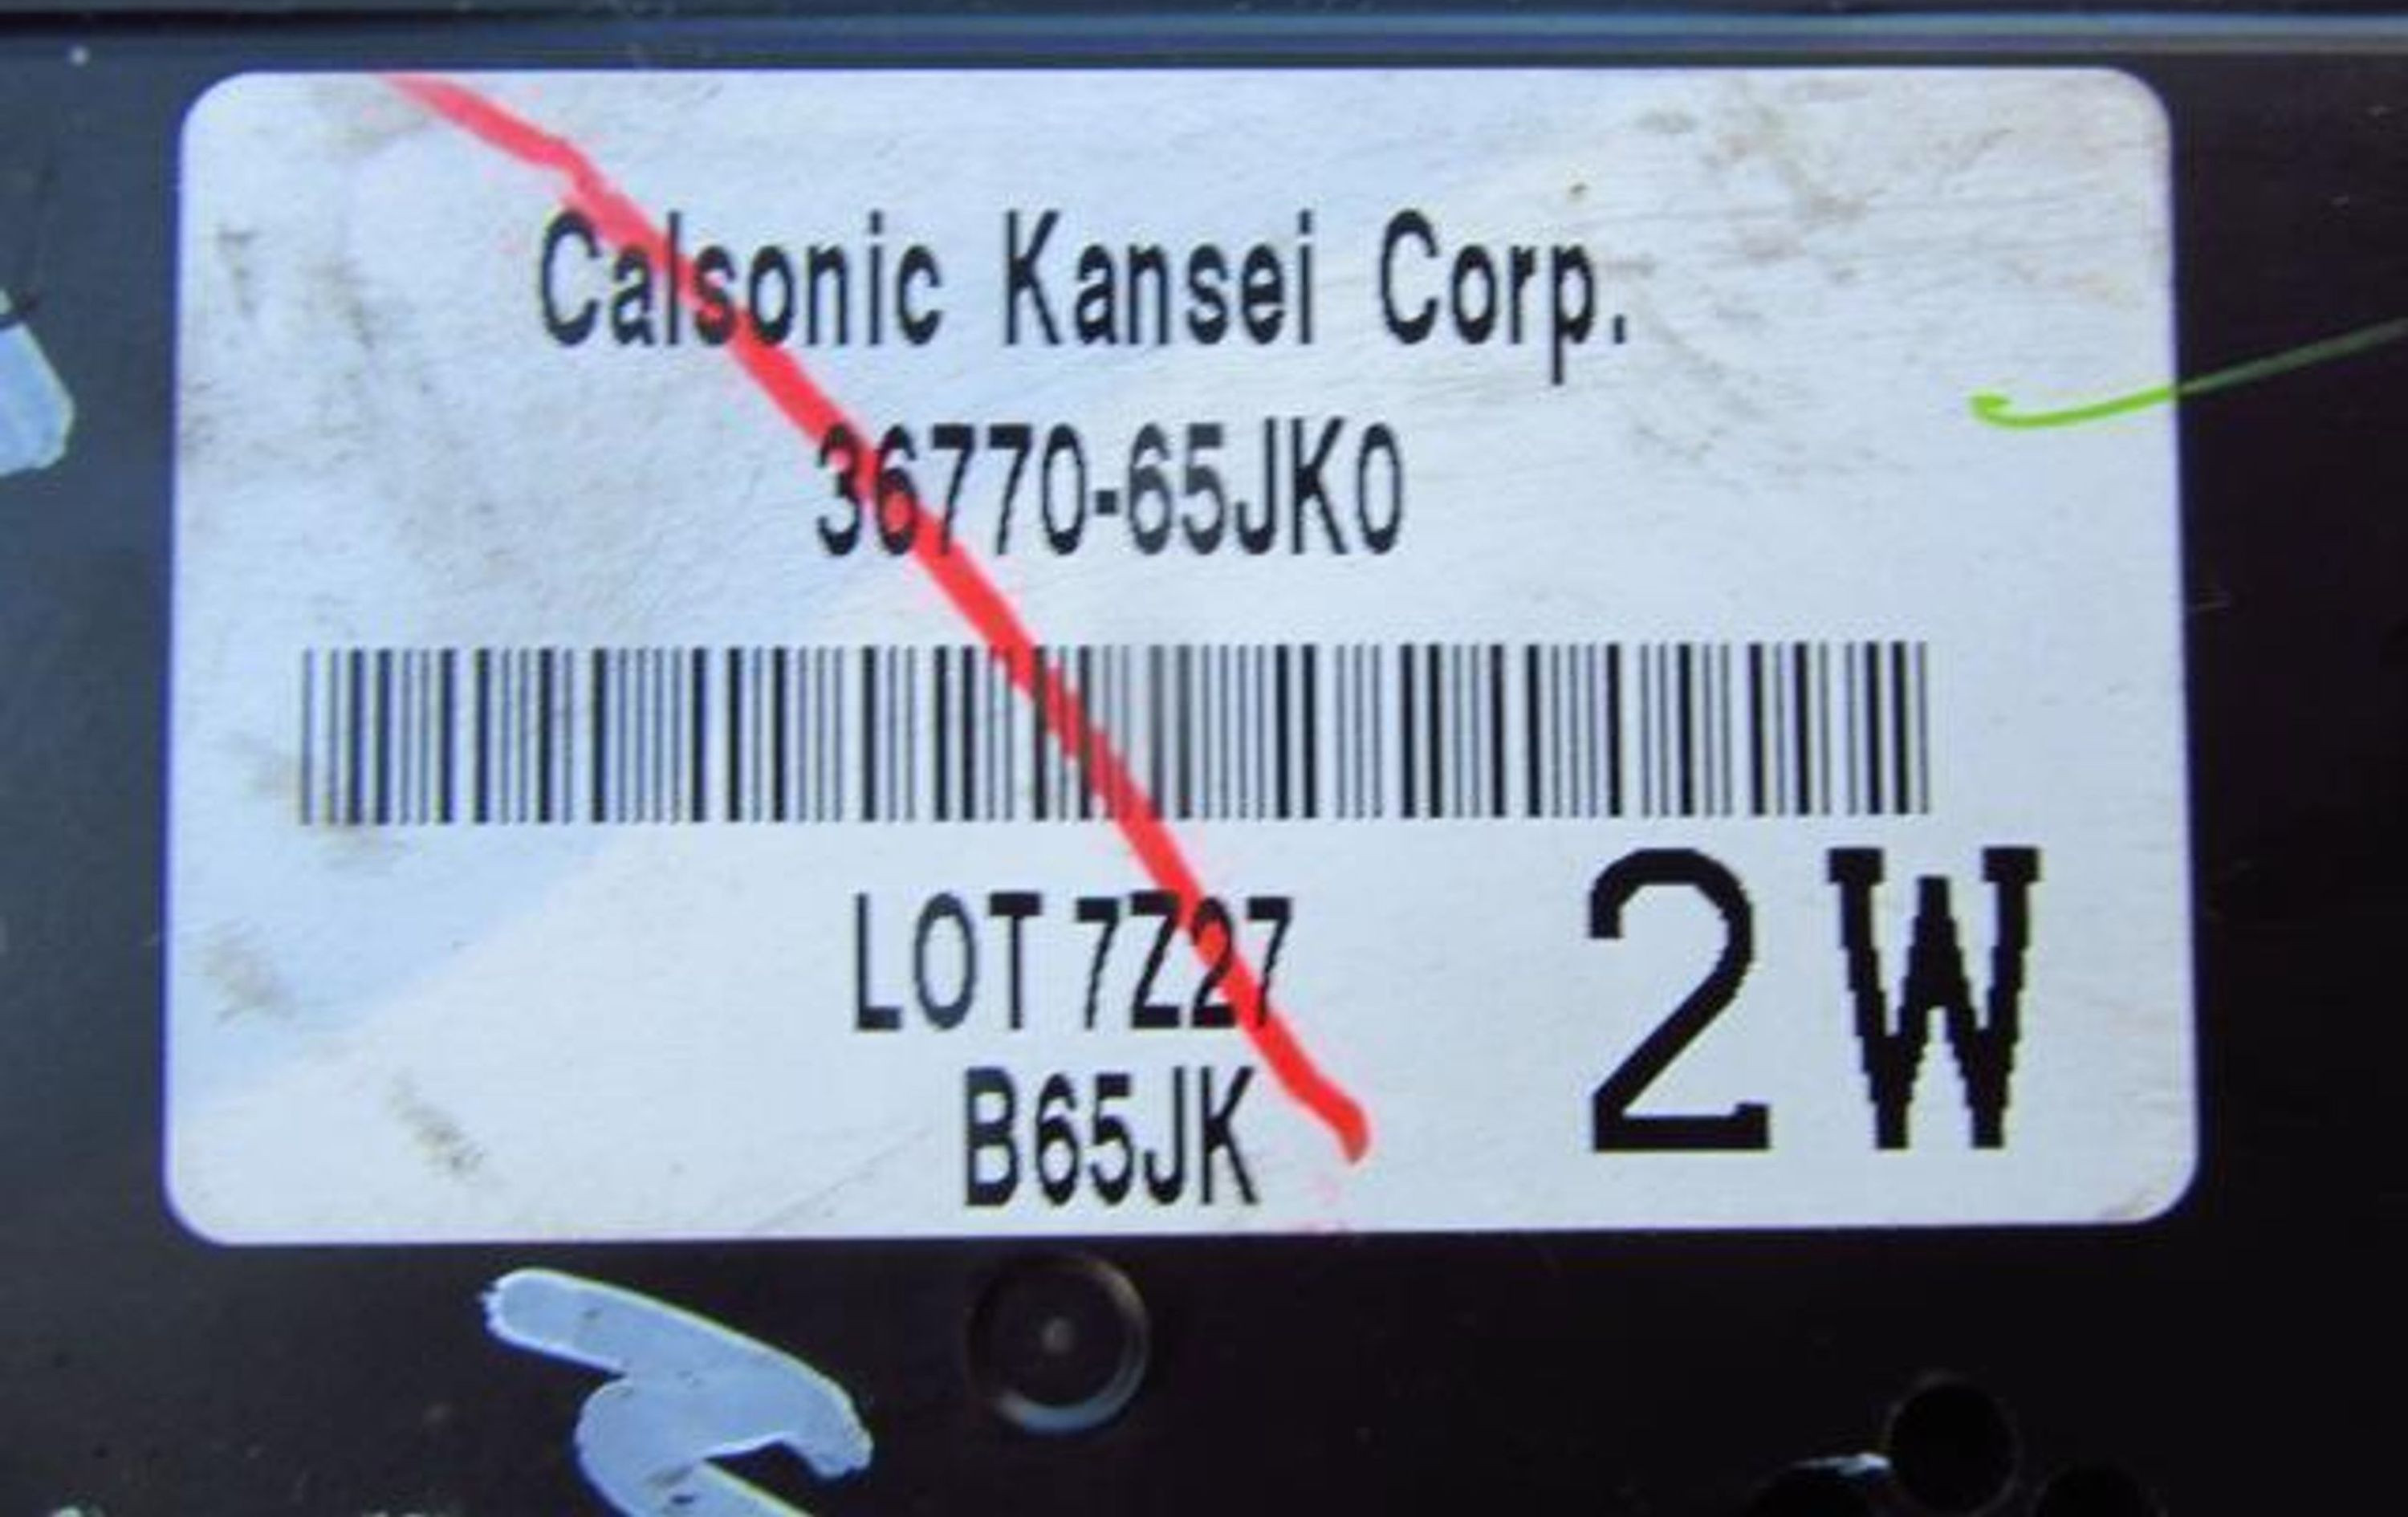 Calsonic Kansei Corp.
36770-65JK0
LOT 7Z27
B65JK
2W